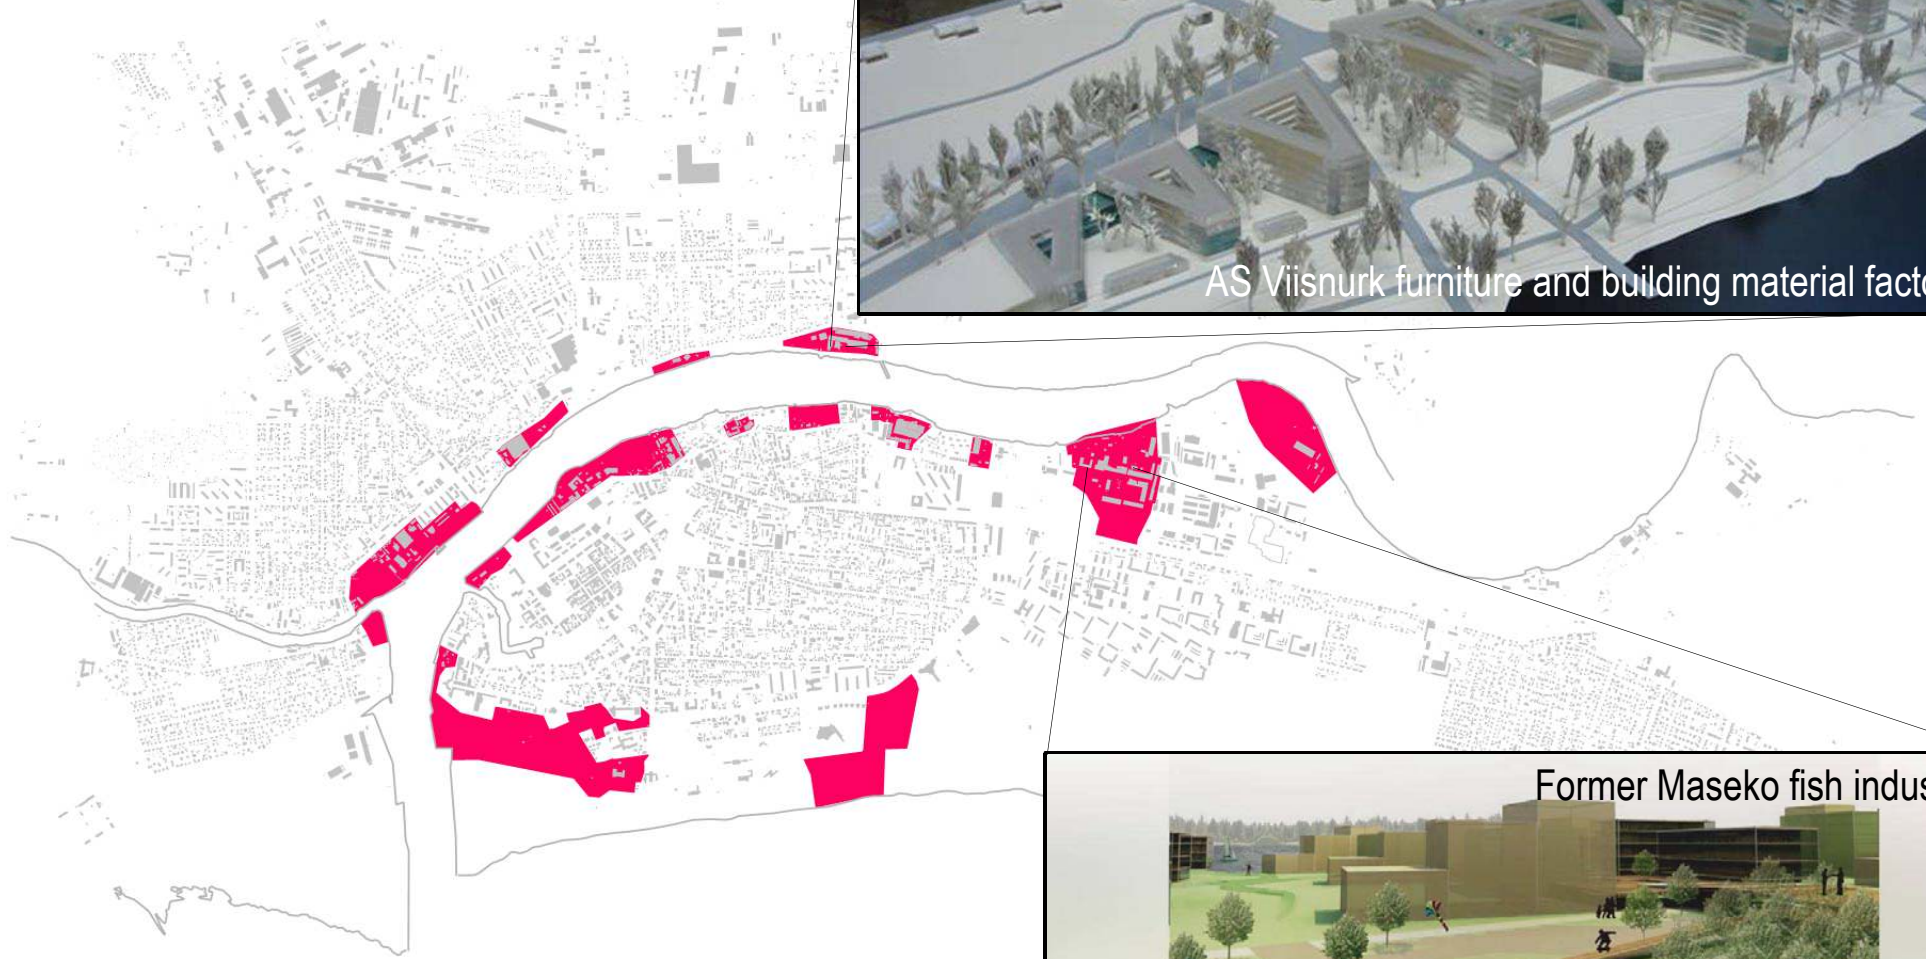 AS Viisnurk furniture and building material facto
Former Maseko fish indus